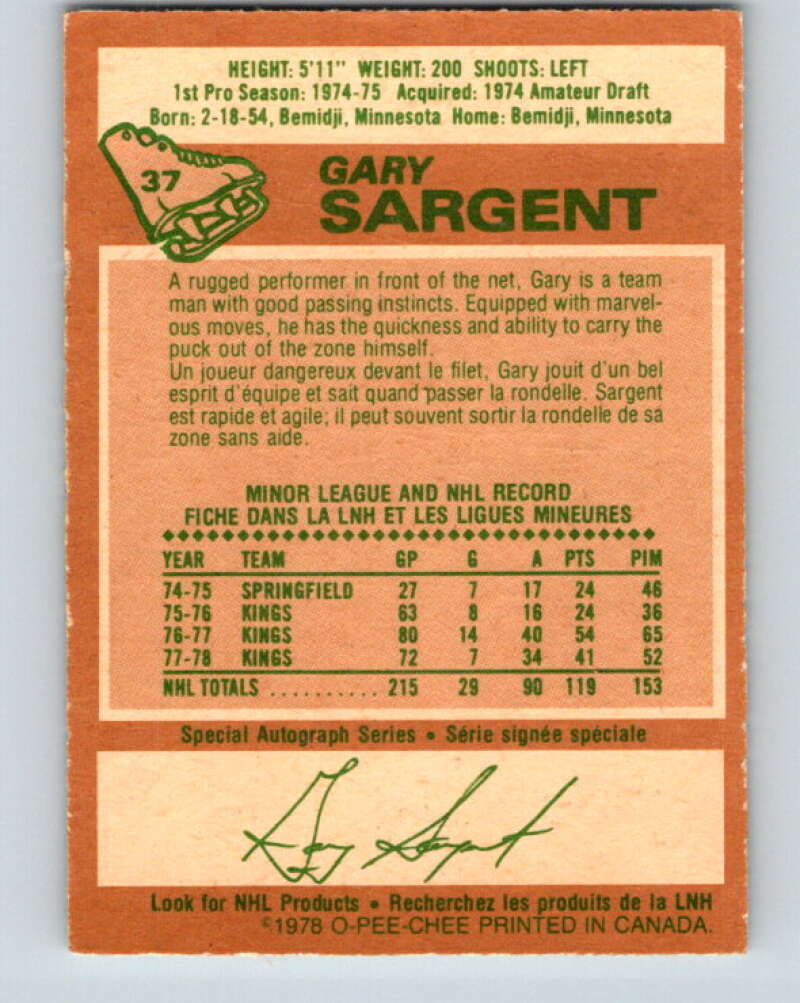 HEIGHT: 5'11" WEIGHT: 200 SHOOTS: LEFT
1st Pro Season: 1974-75 Acquired: 1974 Amateur Draft
Born: 2-18-54, Bemidji, Minnesota Home: Bemidji, Minnesota
37
GARY
SARGENT
A rugged performer in front of the net, Gary is a team
man with good passing instincts. Equipped with marvel-
ous moves, he has the quickness and ability to carry the
puck out of the zone himself.
Un joueur dangereux devant le filet, Gary jouit d'un bel
esprit d'équipe et sait quand passer la rondelle. Sargent
est rapide et agile; il peut souvent sortir la rondelle de sa
zone sans aide.
MINOR LEAGUE AND NHL RECORD
FICHE DANS LA LNH ET LES LIGUES MINEURES
YEAR TEAM GP G A PTS PIM
74-75 SPRINGFIELD 27 7 17 24 46
75-76 KINGS 63 8 16 24 36
76-77 KINGS 80 14 40 54 65
77-78 KINGS 72 7 34 41 52
NHL TOTALS .......... 215 29 90 119 153
Special Autograph Series • Série signée spéciale
Gary Sargent
Look for NHL Products • Recherchez les produits de la LNH
©1978 O-PEE-CHEE PRINTED IN CANADA.